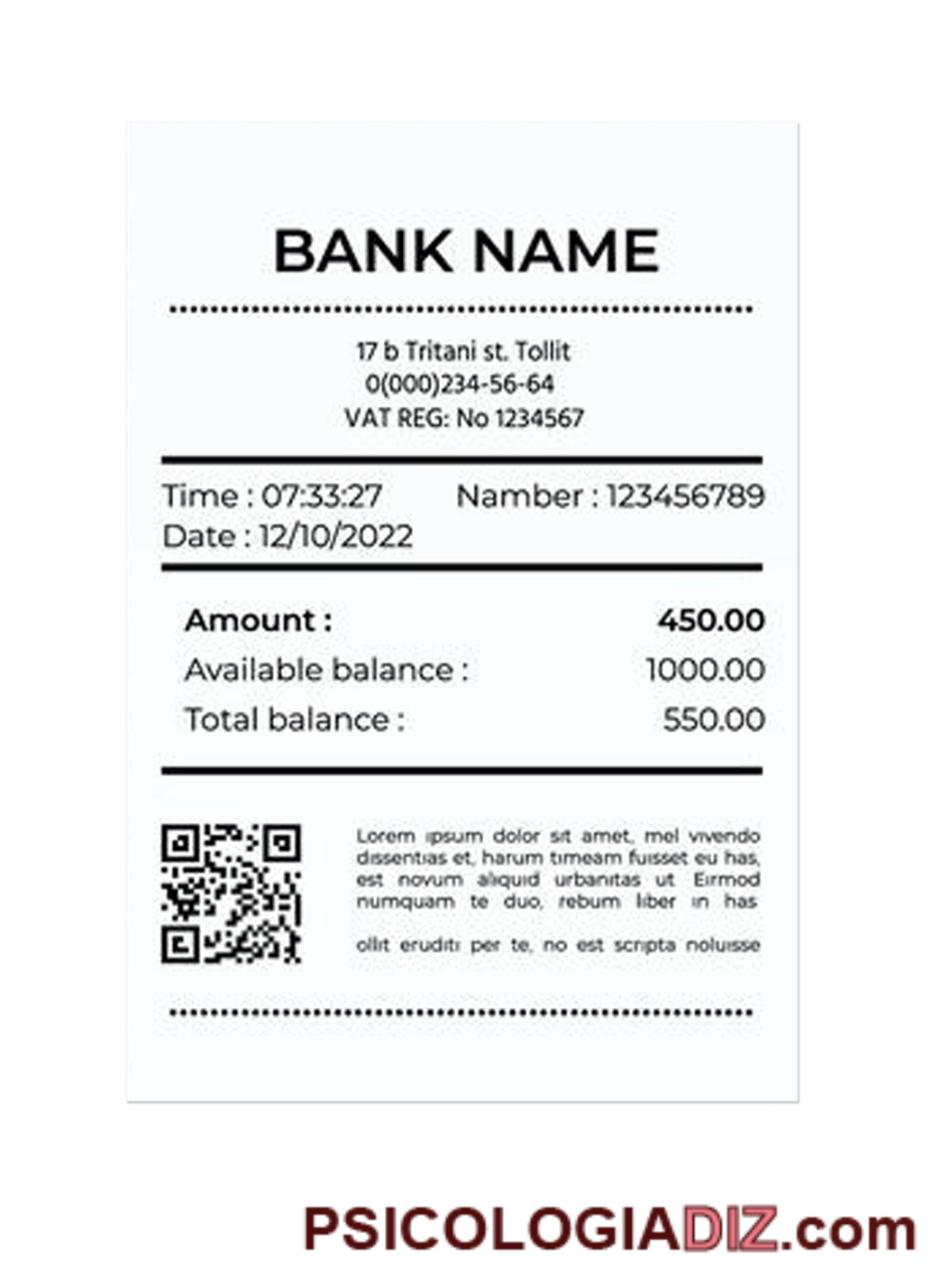 BANK NAME
17 b Tritani st. Tollit
0(000)234-56-64
VAT REG: No 1234567
Time : 07:33:27 Namber : 123456789
Date : 12/10/2022
Amount : 450.00
Available balance : 1000.00
Total balance : 550.00
Lorem ipsum dolor sit amet, mel vivendo
dissentias et, harum timeam fuisset eu has,
est novum aliquid urbanitas ut Eirmod
numquam te duo, rebum liber in has
ollit eruditi per te, no est scripta noluisse
PSICOLOGIADIZ.com